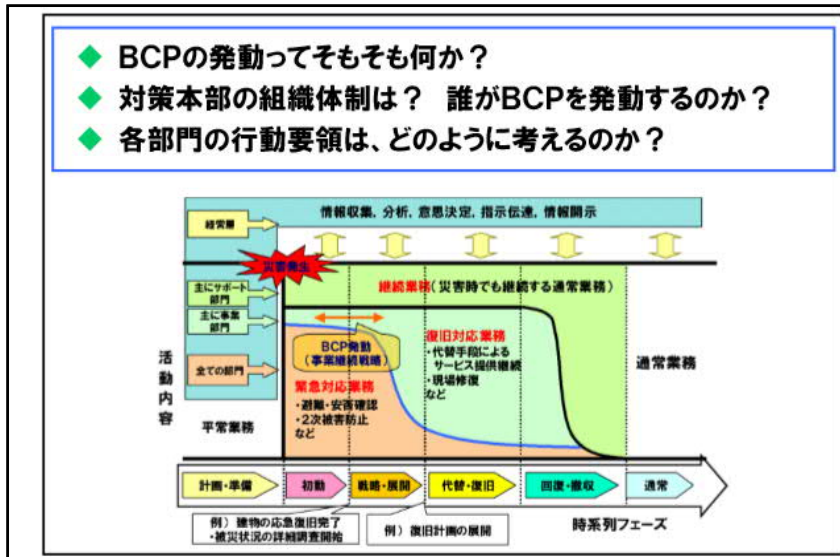 ◆ BCPの発動ってそもそも何か？
◆ 対策本部の組織体制は？ 誰がBCPを発動するのか？
◆ 各部門の行動要領は、どのように考えるのか？
情報収集，分析，意思決定，指示伝達，情報開示
経営層
災害発生
主にサポート
部門
継続業務（災害時でも継続する通常業務）
主に事業
部門
BCP発動
（事業継続戦略）
復旧対応業務
・代替手段による
サービス提供継続
・現場修復
など
通常業務
活動内容
全ての部門
緊急対応業務
・避難・安否確認
・2次被害防止
など
平常業務
計画・準備
初動
戦略・展開
代替・復旧
回復・撤収
通常
例）建物の応急復旧完了
・被災状況の詳細調査開始
例）復旧計画の展開
時系列フェーズ